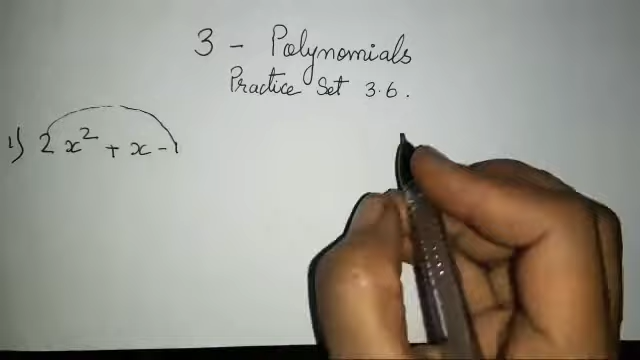 3 - Polynomials
Practice Set 3.6.
1) 2x² + x - 1